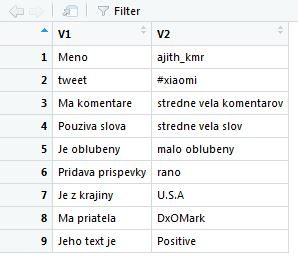 Filter
V1 V2
1 Meno ajith_kmr
2 tweet #xiaomi
3 Ma komentare stredne vela komentarov
4 Pouziva slova stredne vela slov
5 Je oblubeny malo oblubeny
6 Pridava prispevky rano
7 Je z krajiny U.S.A
8 Ma priatela DxOMark
9 Jeho text je Positive